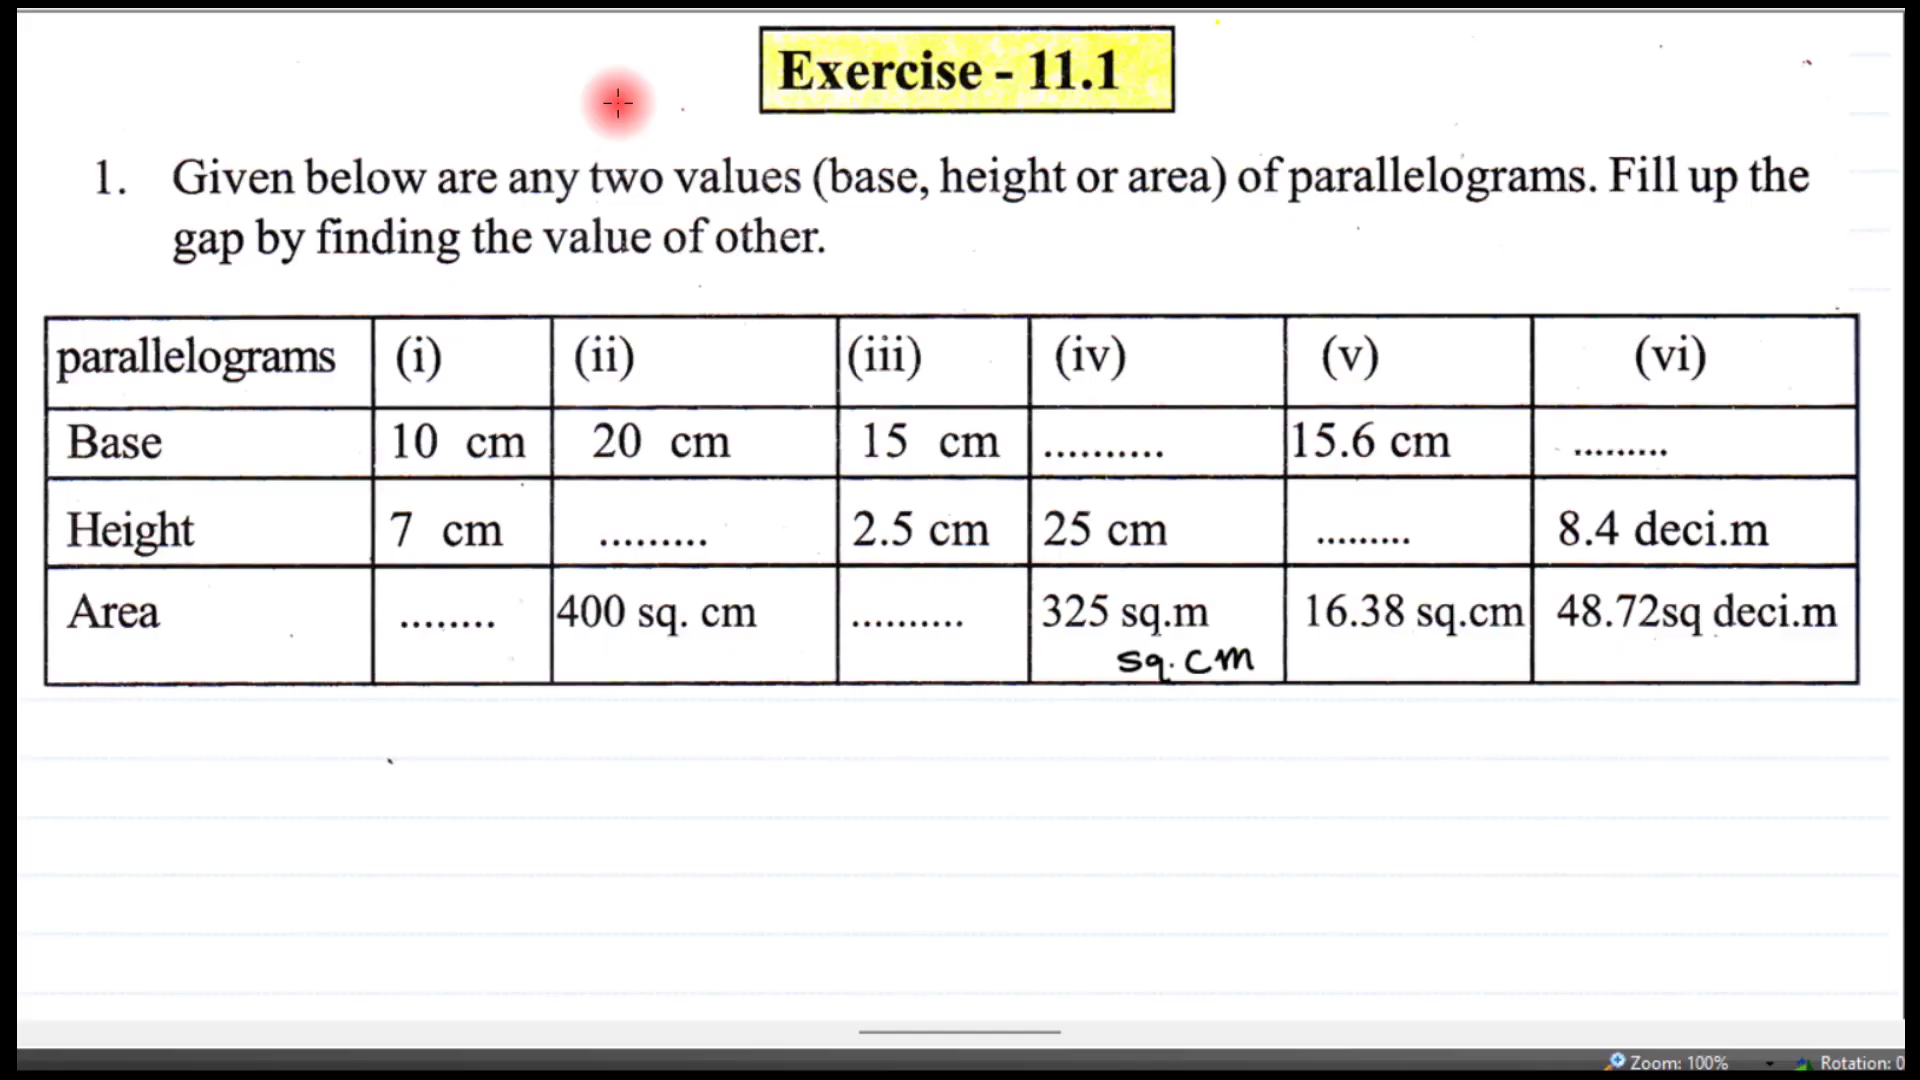 Exercise - 11.1
1. Given below are any two values (base, height or area) of parallelograms. Fill up the
gap by finding the value of other.
parallelograms (i) (ii) (iii) (iv) (v) (vi)
Base 10 cm 20 cm 15 cm .......... 15.6 cm .........
Height 7 cm ......... 2.5 cm 25 cm ......... 8.4 deci.m
Area ........ 400 sq. cm .......... 325 sq.m 16.38 sq.cm 48.72sq deci.m
sq. cm
Zoom: 100% Rotation: 0